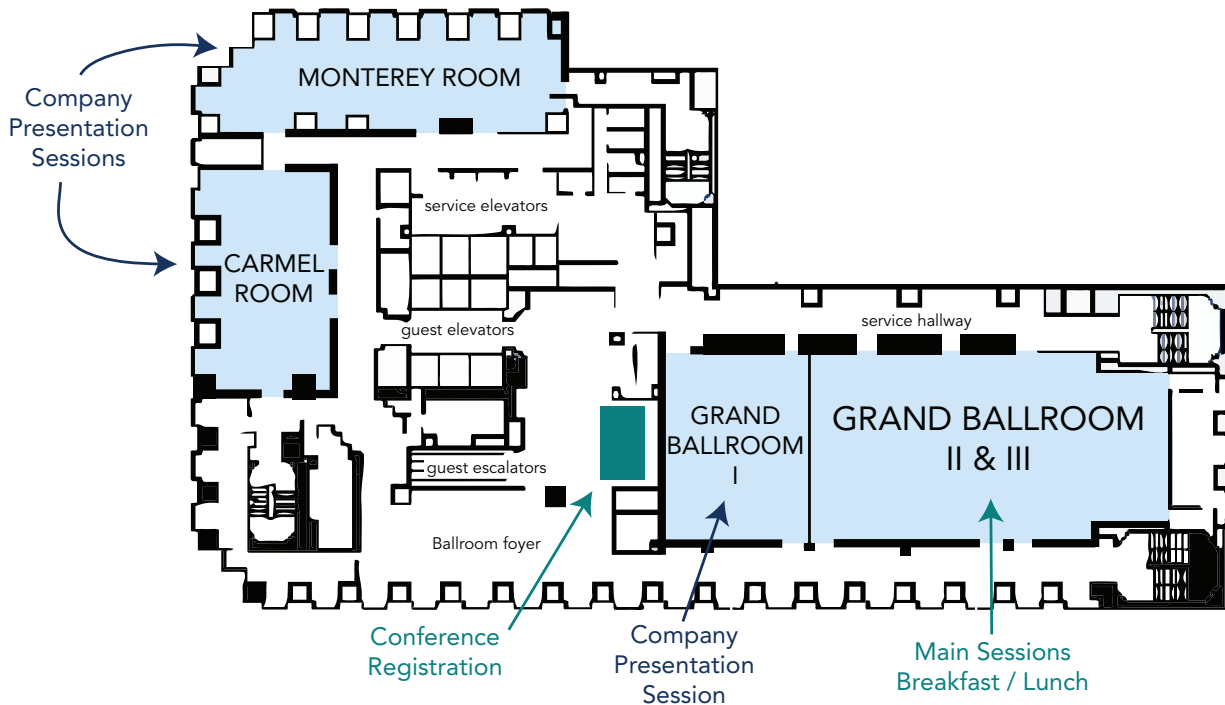 MONTEREY ROOM
Company
Presentation
Sessions
service elevators
CARMEL
ROOM
guest elevators
service hallway
GRAND
BALLROOM
I
GRAND BALLROOM
II & III
guest escalators
Ballroom foyer
Conference
Registration
Company
Presentation
Session
Main Sessions
Breakfast / Lunch